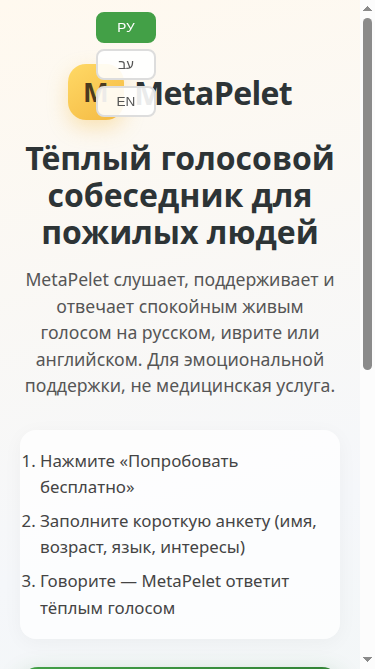 РУ
עב
EN
M
MetaPelet
Тёплый голосовой
собеседник для
пожилых людей
MetaPelet слушает, поддерживает и
отвечает спокойным живым
голосом на русском, иврите или
английском. Для эмоциональной
поддержки, не медицинская услуга.
1. Нажмите «Попробовать
бесплатно»
2. Заполните короткую анкету (имя,
возраст, язык, интересы)
3. Говорите — MetaPelet ответит
тёплым голосом